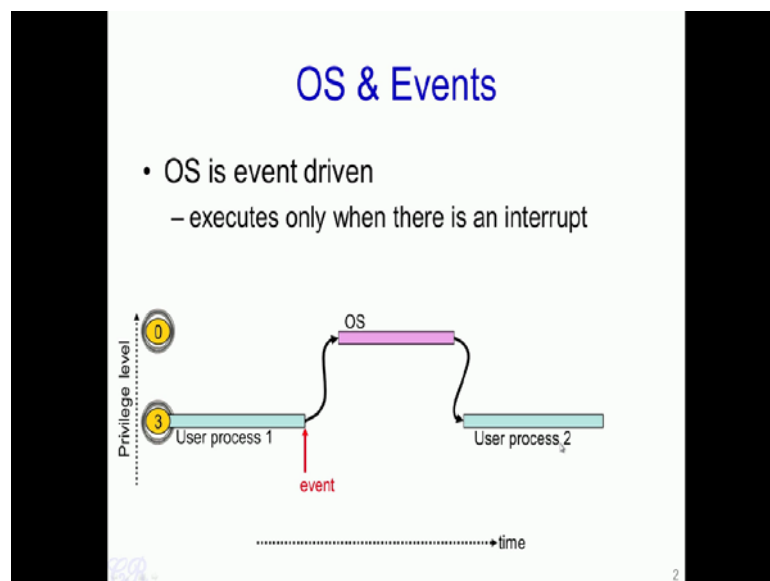 OS & Events
• OS is event driven
– executes only when there is an interrupt
0
OS
Privilege level
3
User process 1
User process 2
event
time
2